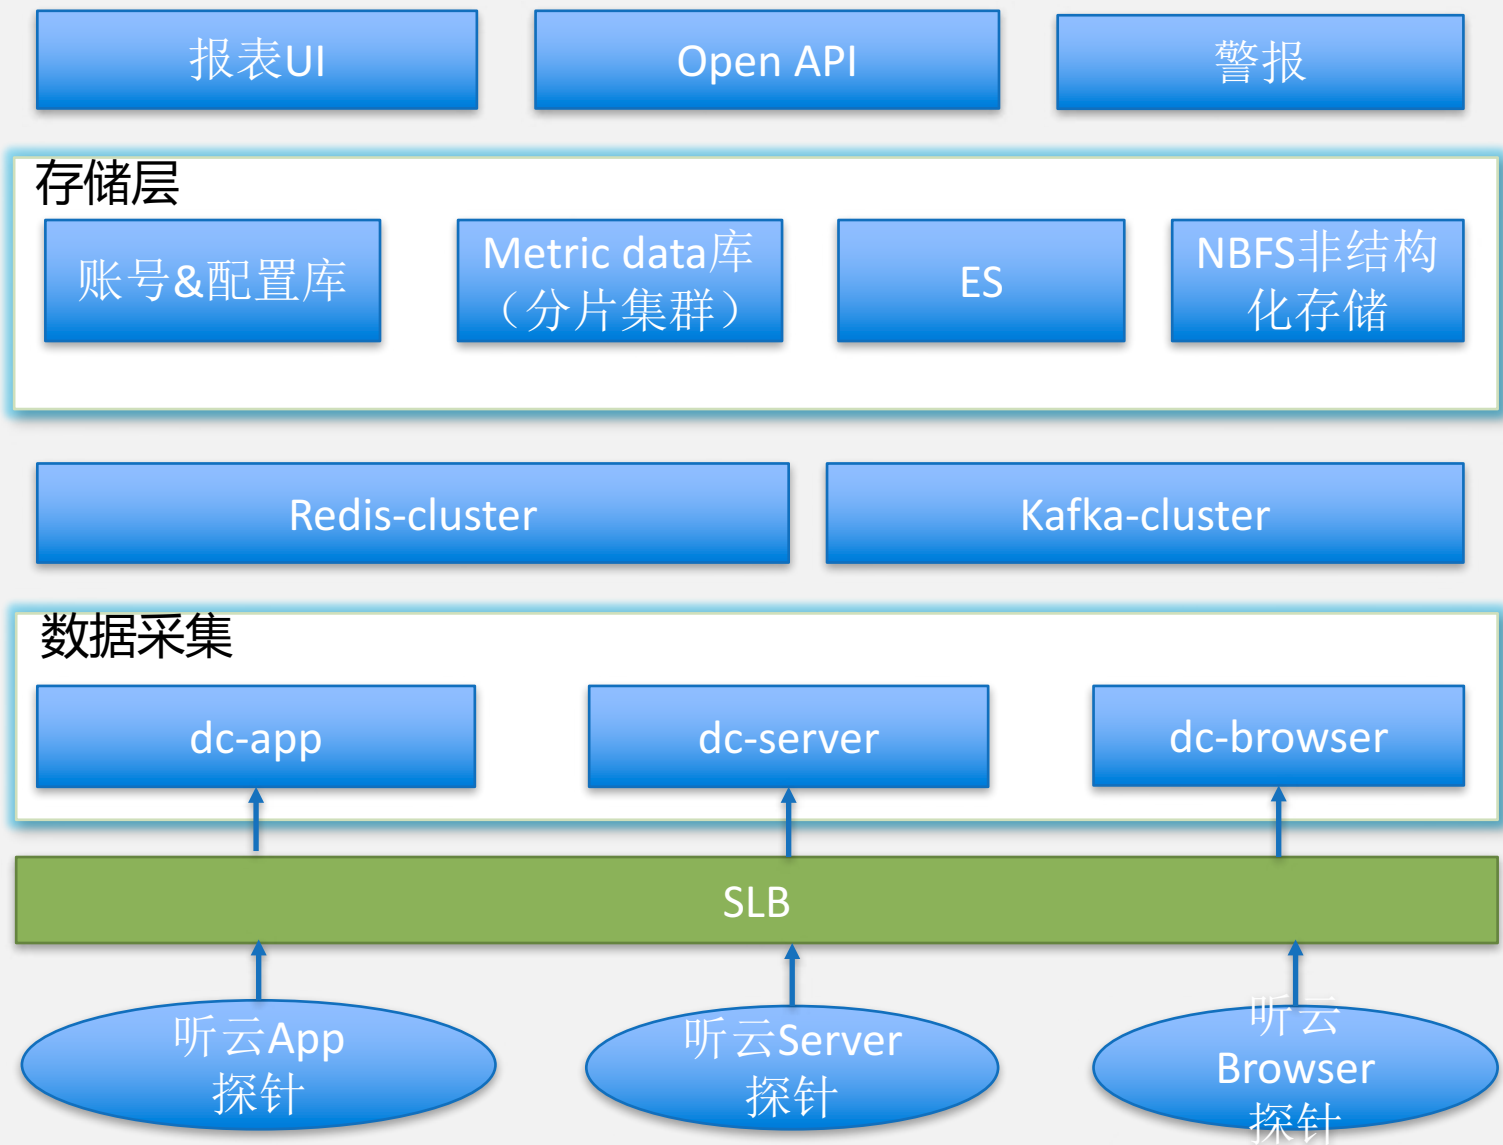 报表UI
Open API
警报
存储层
账号&配置库
Metric data库
（分片集群）
ES
NBFS非结构
化存储
Redis-cluster
Kafka-cluster
数据采集
dc-app
dc-server
dc-browser
SLB
听云App
探针
听云Server
探针
听云
Browser
探针